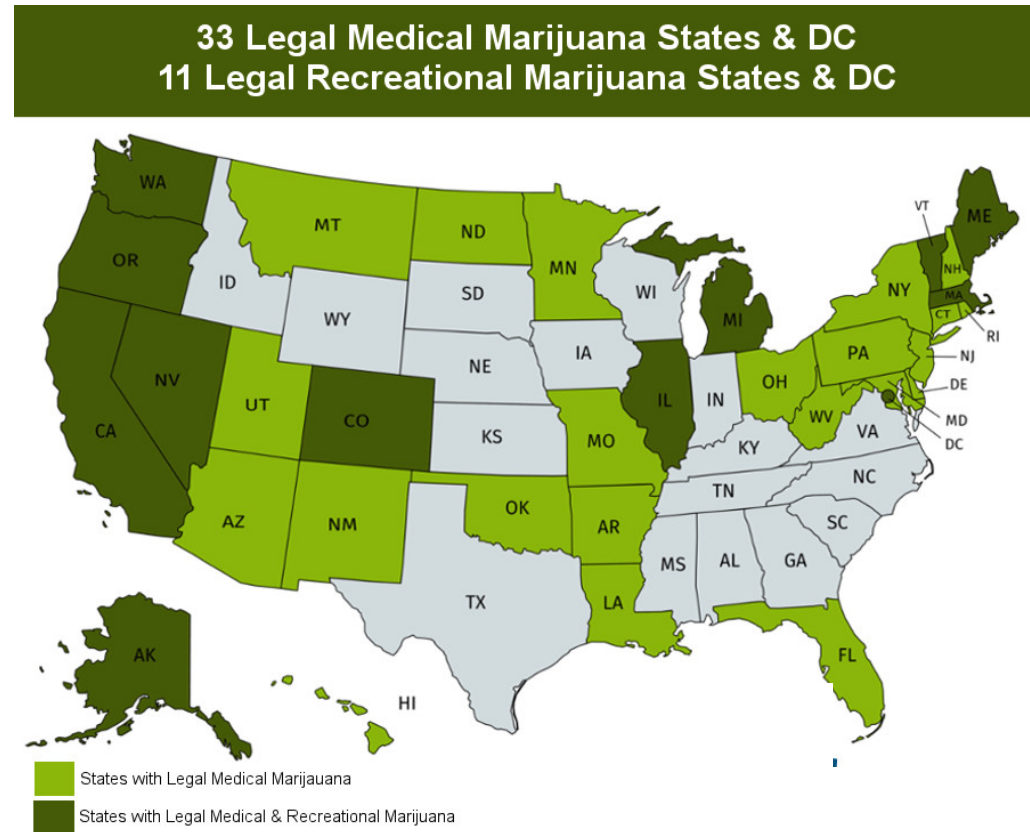 33 Legal Medical Marijuana States & DC
11 Legal Recreational Marijuana States & DC
WA
MT
ND
MN
VT
ME
OR
ID
SD
WI
NY
NH
MA
CT
RI
WY
MI
NV
UT
NE
IA
PA
NJ
CA
CO
KS
IL
IN
OH
DE
MO
WV
MD
KY
VA
DC
AZ
NM
OK
AR
TN
NC
SC
TX
LA
MS
AL
GA
AK
HI
FL
States with Legal Medical Marijauana
States with Legal Medical & Recreational Marijuana